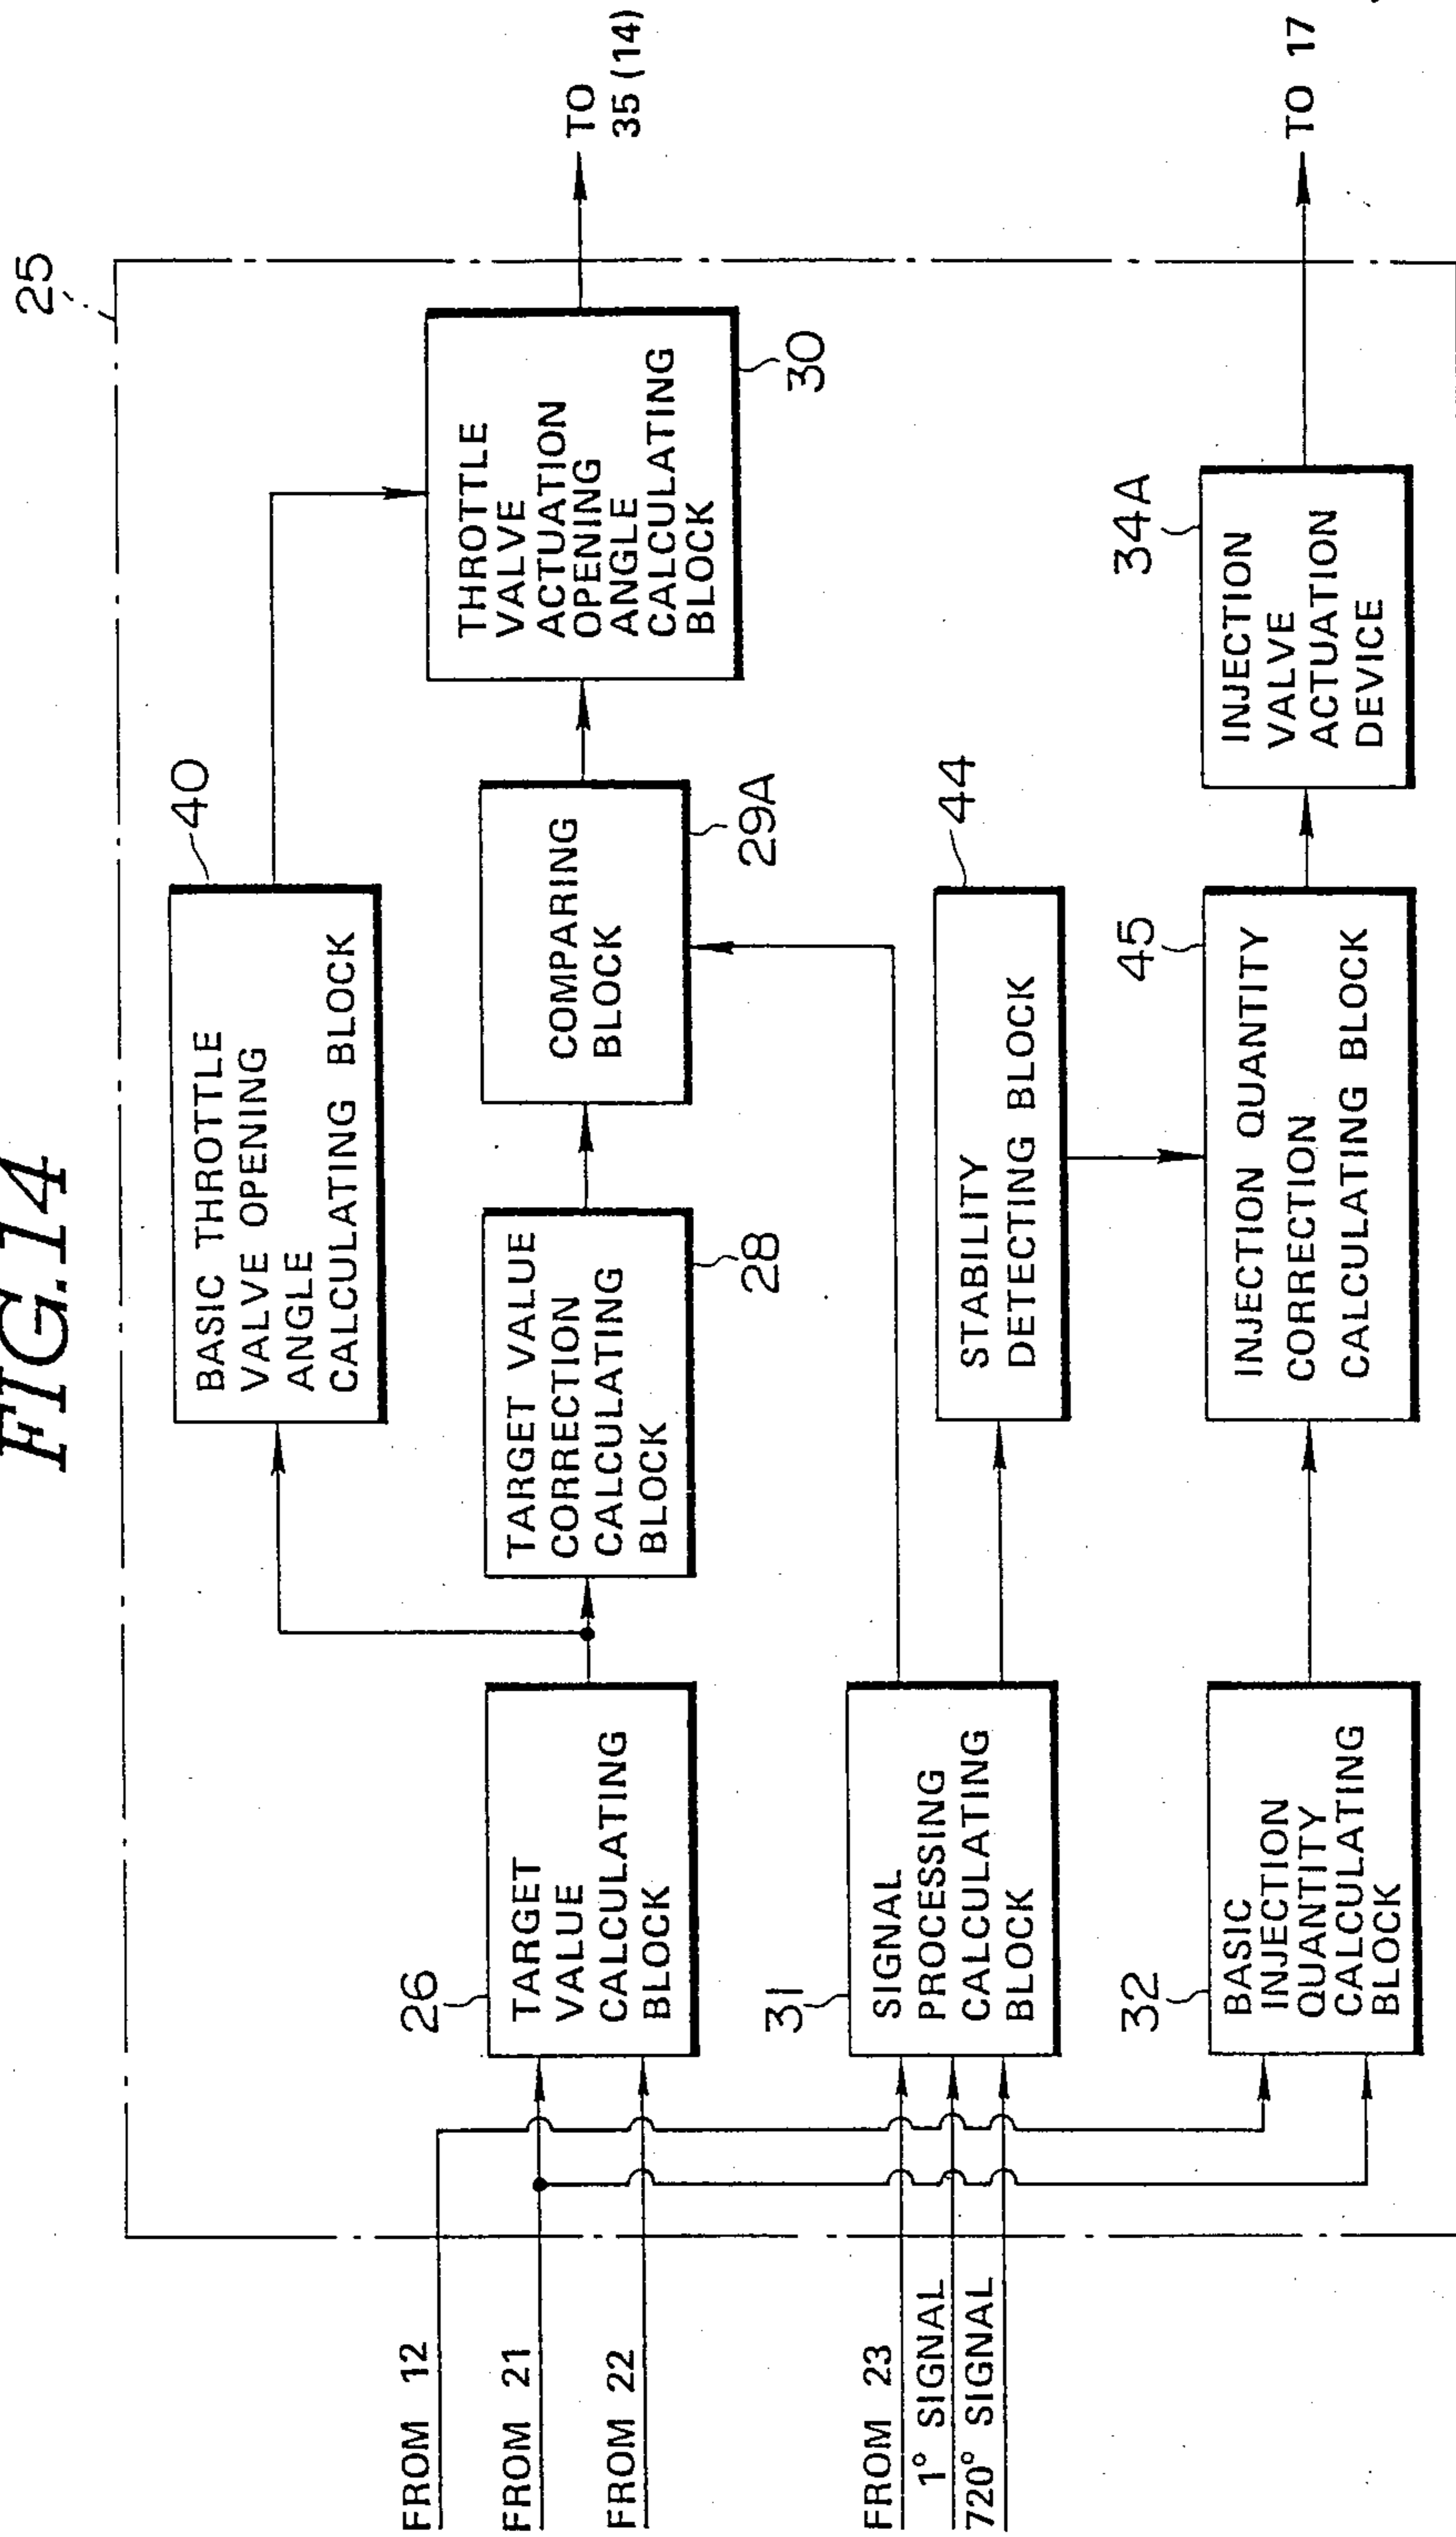 FIG.14
25
FROM 12
FROM 21
FROM 22
FROM 23
1° SIGNAL
720° SIGNAL
26
TARGET
VALUE
CALCULATING
BLOCK
31
SIGNAL
PROCESSING
CALCULATING
BLOCK
32
BASIC
INJECTION
QUANTITY
CALCULATING
BLOCK
40
BASIC THROTTLE
VALVE OPENING
ANGLE
CALCULATING BLOCK
TARGET VALUE
CORRECTION
CALCULATING
BLOCK
28
COMPARING
BLOCK
29A
THROTTLE
VALVE
ACTUATION
OPENING
ANGLE
CALCULATING
BLOCK
30
TO
35 (14)
44
STABILITY
DETECTING BLOCK
45
INJECTION QUANTITY
CORRECTION
CALCULATING BLOCK
34A
INJECTION
VALVE
ACTUATION
DEVICE
TO 17